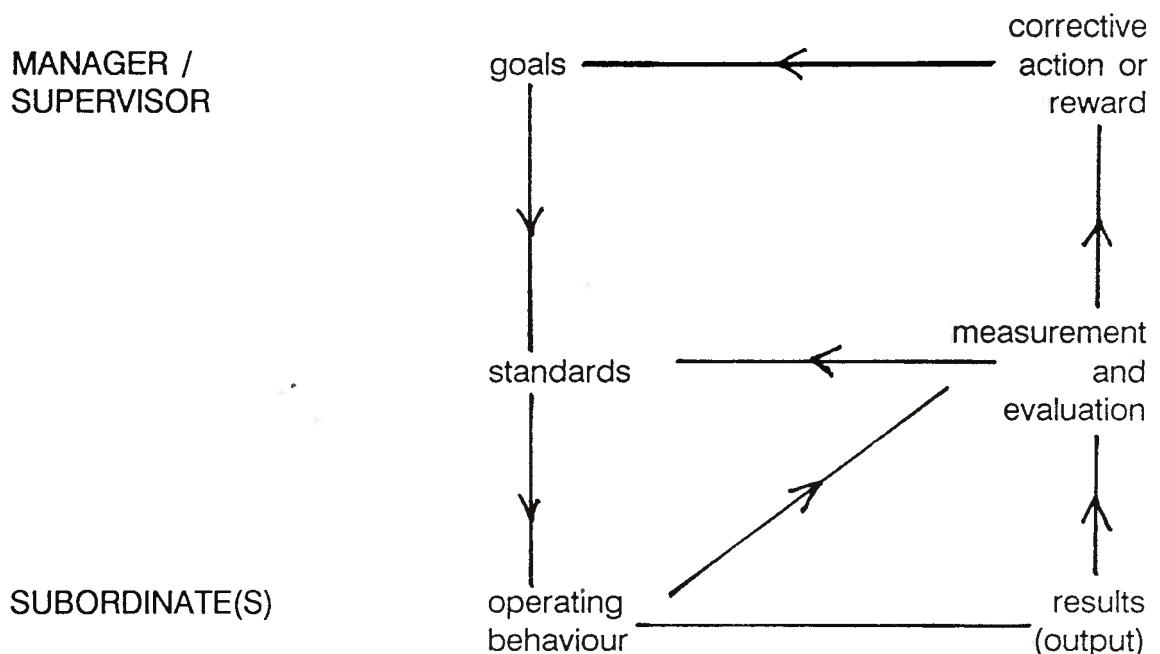 MANAGER /
SUPERVISOR
goals
corrective
action or
reward
standards
measurement
and
evaluation
SUBORDINATE(S)
operating
behaviour
results
(output)